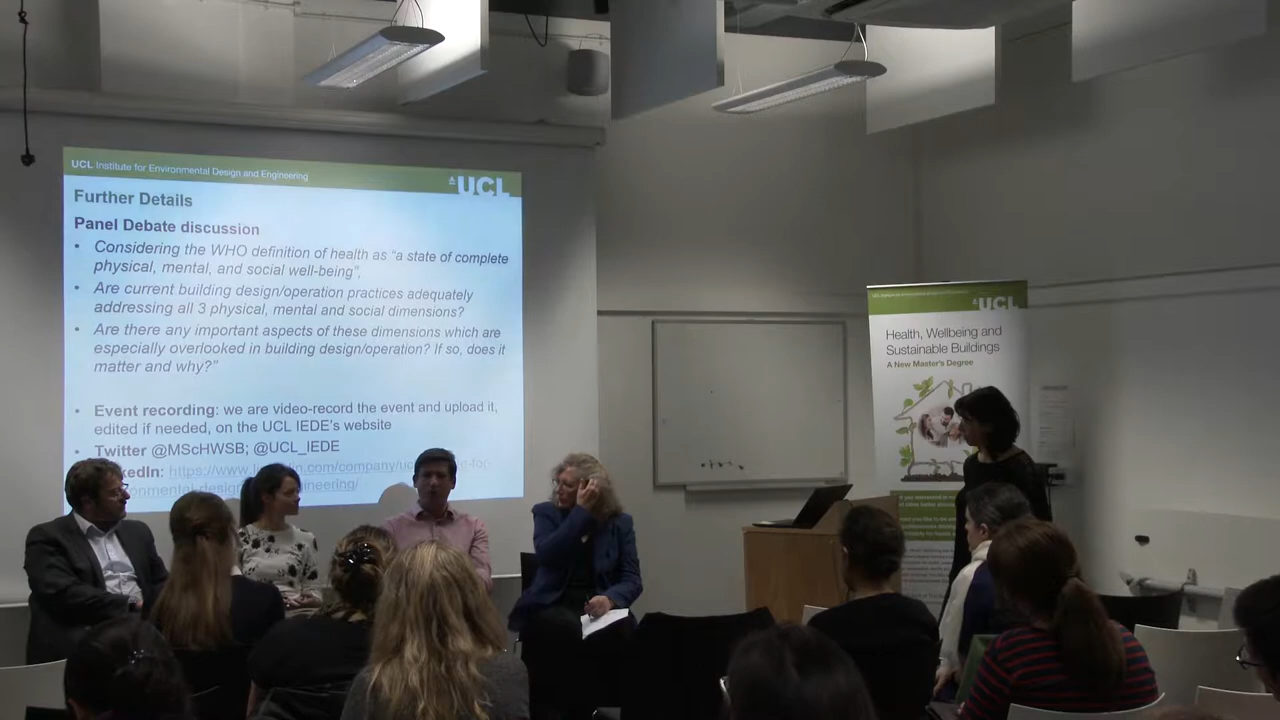 UCL Institute for Environmental Design and Engineering
UCL
Further Details
Panel Debate discussion
• Considering the WHO definition of health as “a state of complete
physical, mental, and social well-being”,
• Are current building design/operation practices adequately
addressing all 3 physical, mental and social dimensions?
• Are there any important aspects of these dimensions which are
especially overlooked in building design/operation? If so, does it
matter and why?”
• Event recording: we are video-record the event and upload it,
edited if needed, on the UCL IEDE’s website
• Twitter @MScHWSB; @UCL_IEDE
UCL
Health, Wellbeing and
Sustainable Buildings
A New Master's Degree